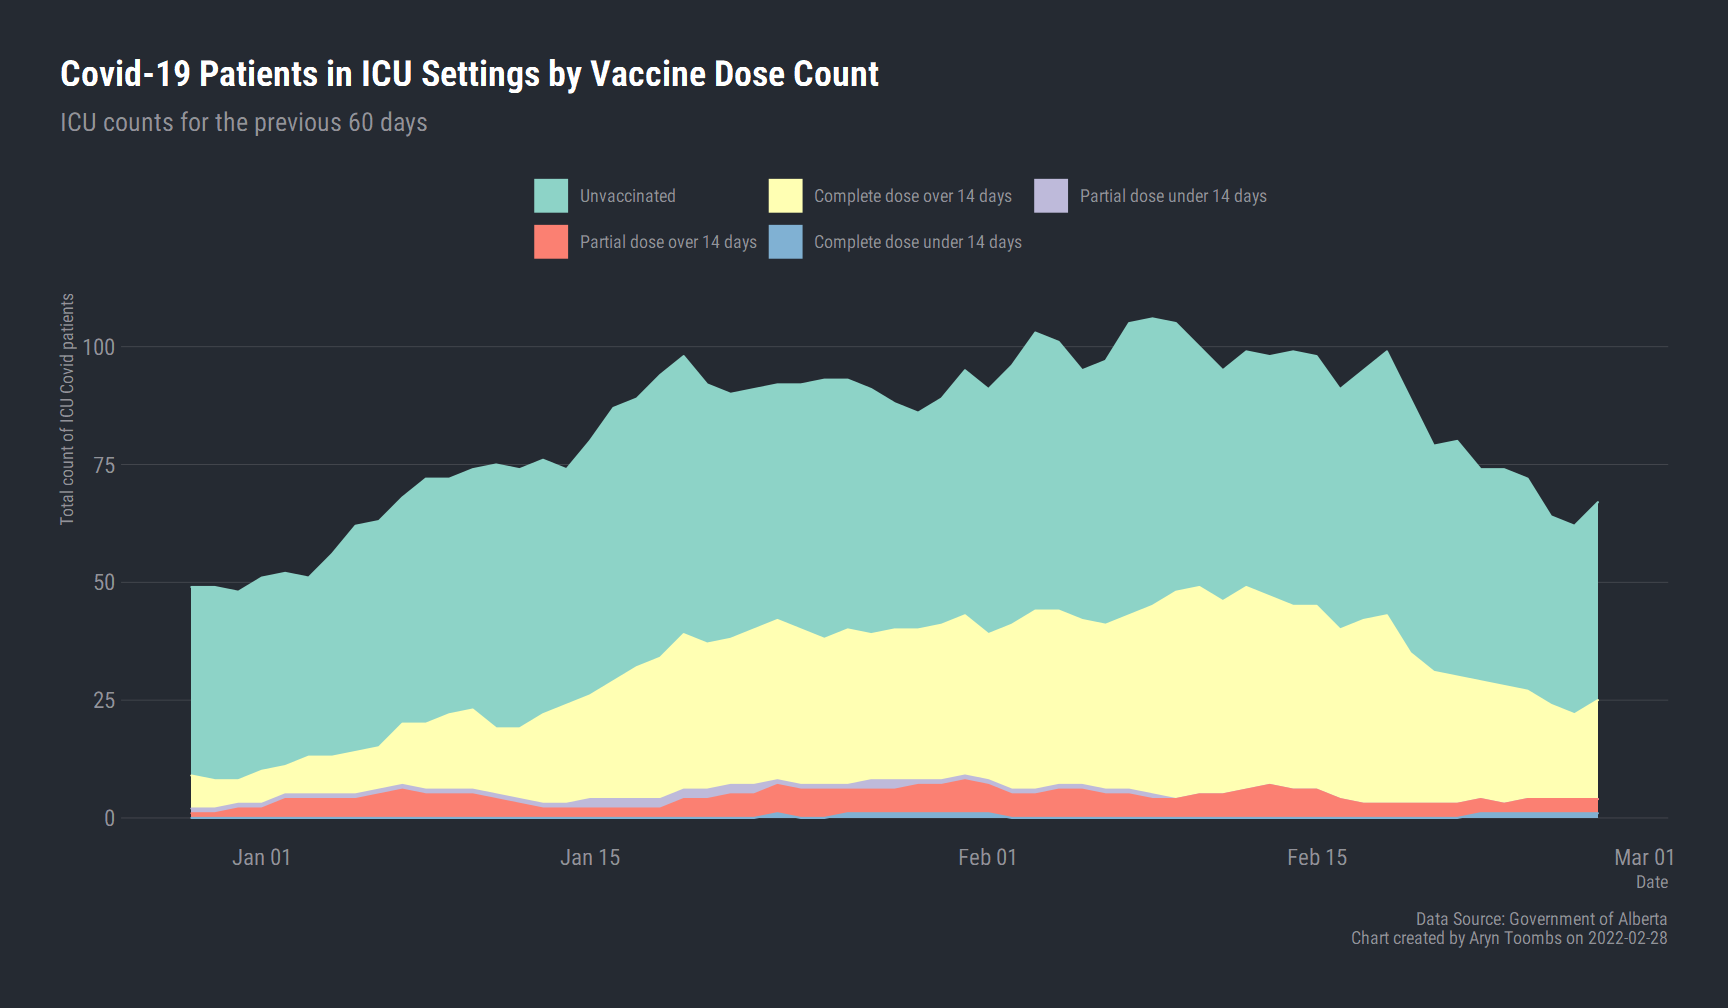 Covid-19 Patients in ICU Settings by Vaccine Dose Count
ICU counts for the previous 60 days
Unvaccinated
Complete dose over 14 days
Partial dose under 14 days
Partial dose over 14 days
Complete dose under 14 days
Total count of ICU Covid patients
100
75
50
25
0
Jan 01
Jan 15
Feb 01
Feb 15
Mar 01
Date
Data Source: Government of Alberta
Chart created by Aryn Toombs on 2022-02-28